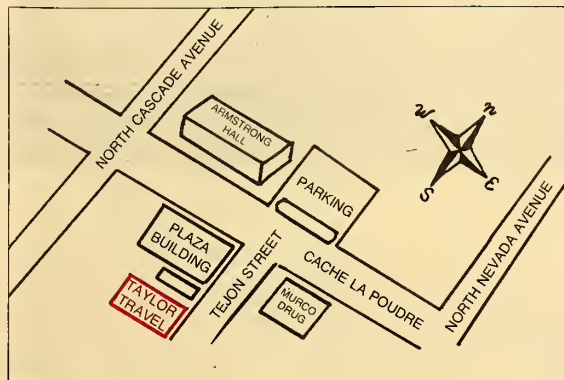 NORTH CASCADE AVENUE
ARMSTRONG
HALL
PARKING
W
N
S
E
PLAZA
BUILDING
TAYLOR
TRAVEL
TEJON STREET
MURCO
DRUG
CACHE LA POUDRE
NORTH NEVADA AVENUE